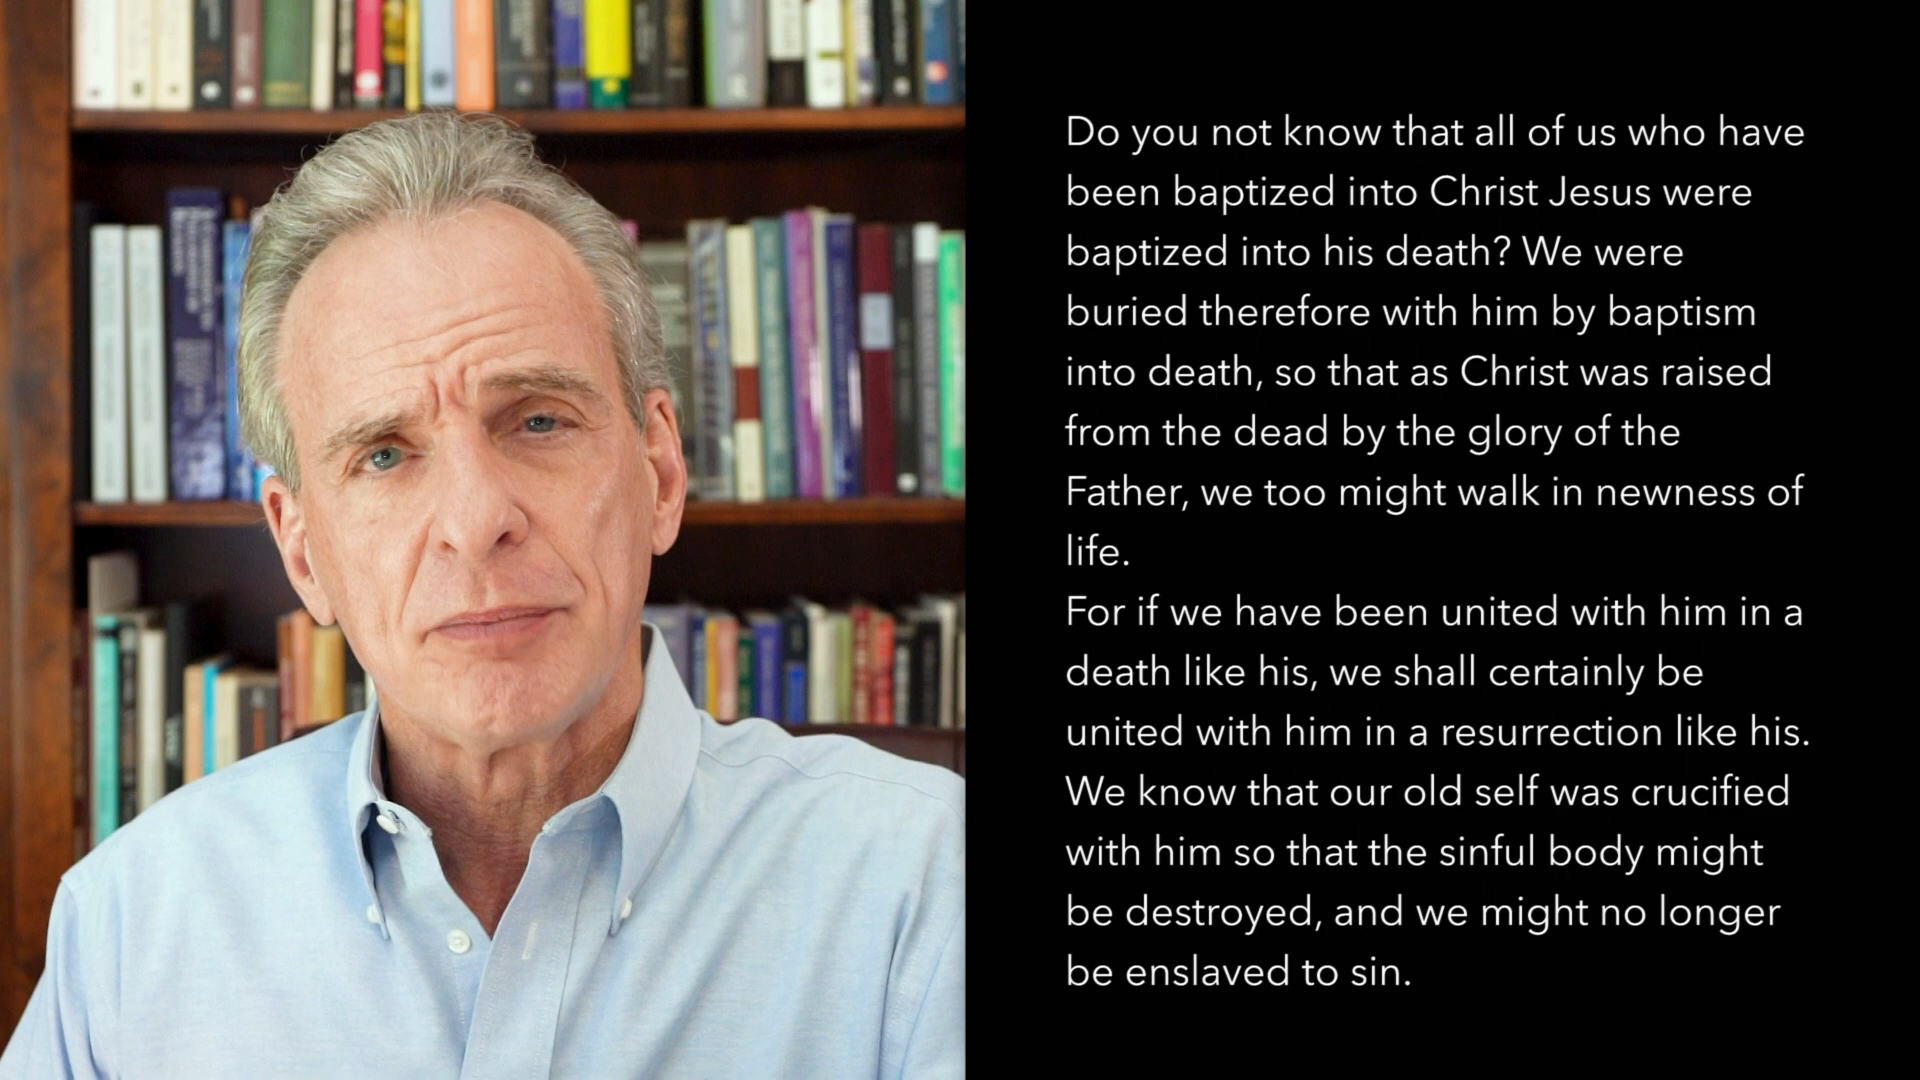 Do you not know that all of us who have
been baptized into Christ Jesus were
baptized into his death? We were
buried therefore with him by baptism
into death, so that as Christ was raised
from the dead by the glory of the
Father, we too might walk in newness of
life.
For if we have been united with him in a
death like his, we shall certainly be
united with him in a resurrection like his.
We know that our old self was crucified
with him so that the sinful body might
be destroyed, and we might no longer
be enslaved to sin.